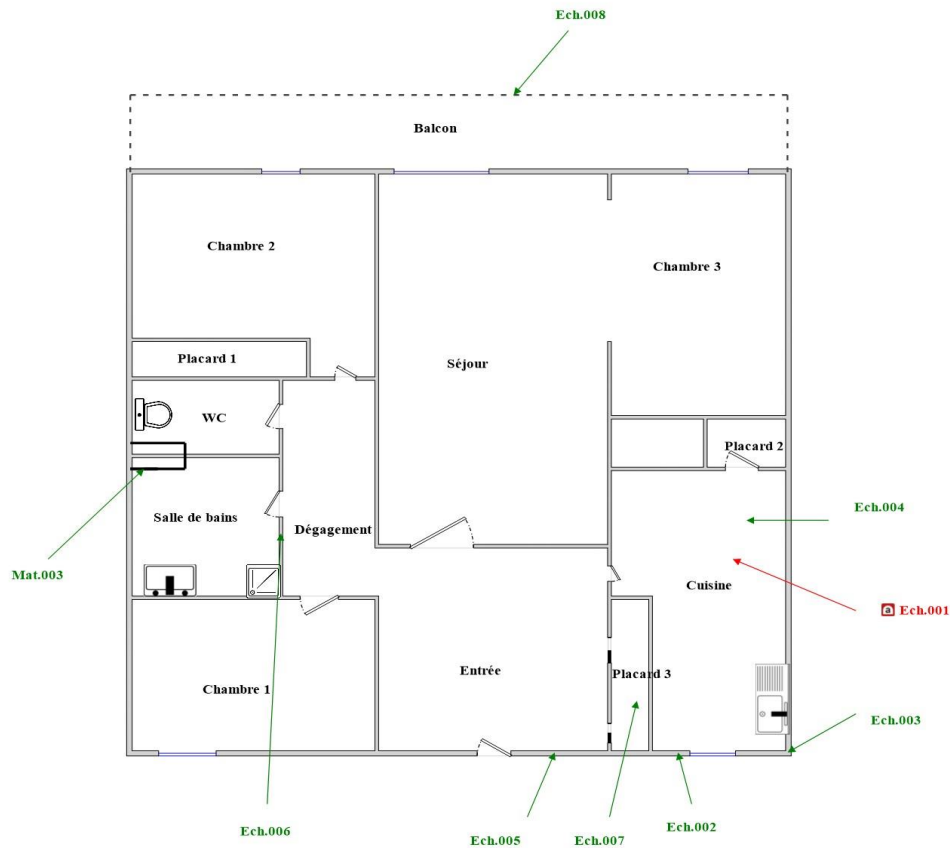 Ech.008
Balcon
Chambre 2
Chambre 3
Placard 1
Séjour
WC
Placard 2
Salle de bains
Dégagement
Ech.004
Mat.003
Cuisine
a Ech.001
Entrée
Placard 3
Chambre 1
Ech.003
Ech.006
Ech.005
Ech.007
Ech.002